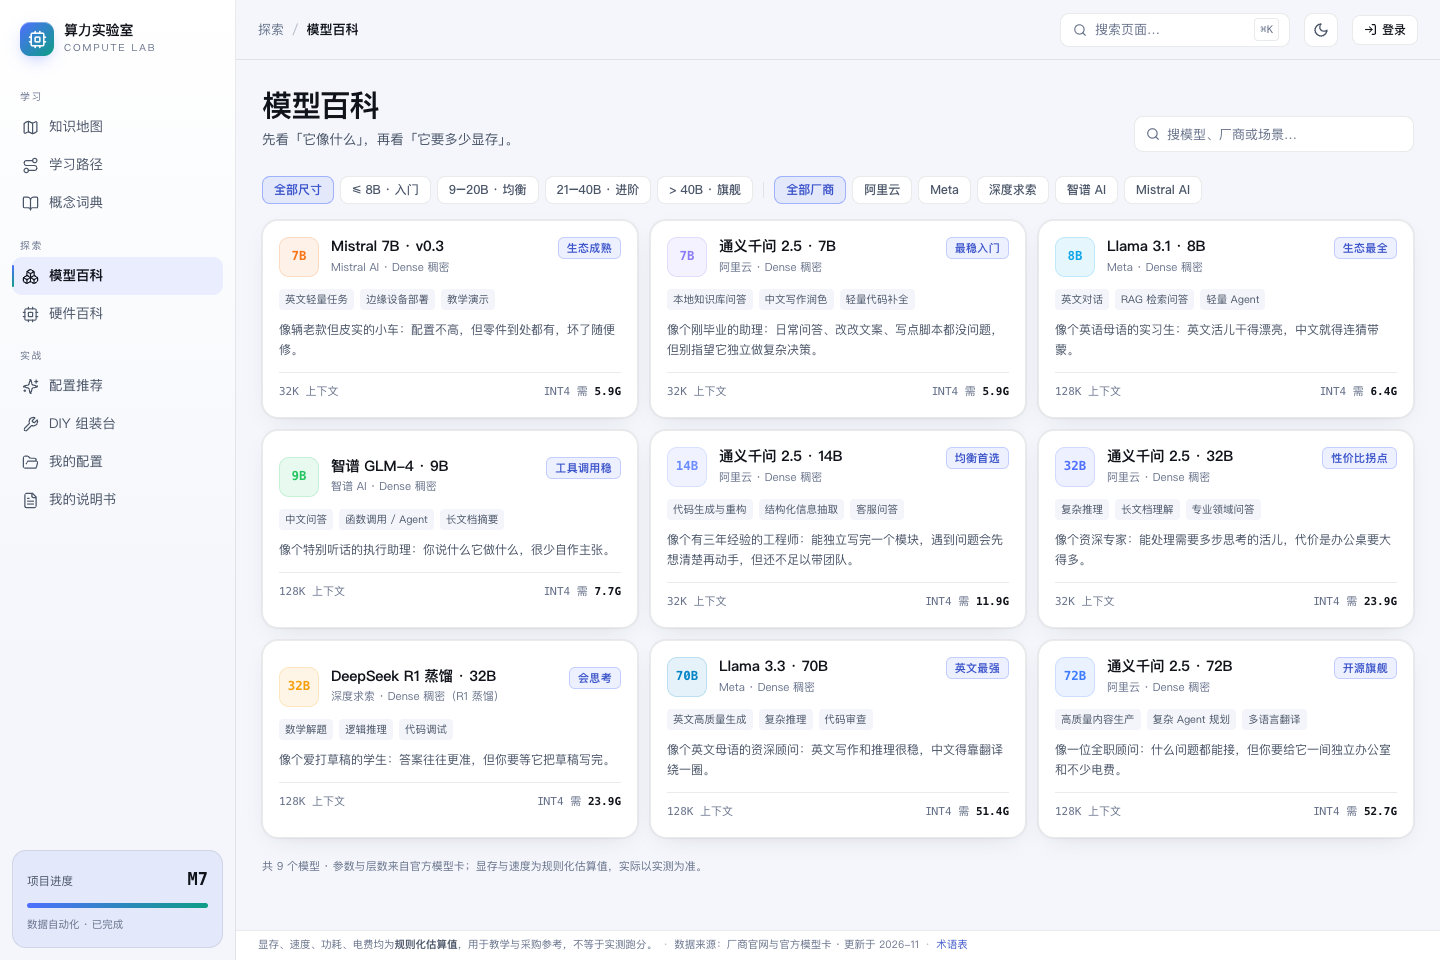 算力实验室
COMPUTE LAB
学习
知识地图
学习路径
概念词典
探索
模型百科
硬件百科
实战
配置推荐
DIY 组装台
我的配置
我的说明书
项目进度 M7
数据自动化 · 已完成
探索 / 模型百科
搜索页面... ⌘K
登录
模型百科
先看「它像什么」，再看「它要多少显存」。
搜模型、厂商或场景...
全部尺寸 ≤ 8B · 入门 9–20B · 均衡 21–40B · 进阶 > 40B · 旗舰 全部厂商 阿里云 Meta 深度求索 智谱 AI Mistral AI
7B
Mistral 7B · v0.3
生态成熟
Mistral AI · Dense 稠密
英文轻量任务 边缘设备部署 教学演示
像辆老款但皮实的小车：配置不高，但零件到处都有，坏了随便
修。
32K 上下文 INT4 需 5.9G
7B
通义千问 2.5 · 7B
最稳入门
阿里云 · Dense 稠密
本地知识库问答 中文写作润色 轻量代码补全
像个刚毕业的助理：日常问答、改改文案、写点脚本都没问题，
但别指望它独立做复杂决策。
32K 上下文 INT4 需 5.9G
8B
Llama 3.1 · 8B
生态最全
Meta · Dense 稠密
英文对话 RAG 检索问答 轻量 Agent
像个英语母语的实习生：英文活儿干得漂亮，中文就得连猜带
蒙。
128K 上下文 INT4 需 6.4G
9B
智谱 GLM-4 · 9B
工具调用稳
智谱 AI · Dense 稠密
中文问答 函数调用 / Agent 长文档摘要
像个特别听话的执行助理：你说什么它做什么，很少自作主张。
128K 上下文 INT4 需 7.7G
14B
通义千问 2.5 · 14B
均衡首选
阿里云 · Dense 稠密
代码生成与重构 结构化信息抽取 客服问答
像个有三年经验的工程师：能独立写完一个模块，遇到问题会先
想清楚再动手，但还不足以带团队。
32K 上下文 INT4 需 11.9G
32B
通义千问 2.5 · 32B
性价比拐点
阿里云 · Dense 稠密
复杂推理 长文档理解 专业领域问答
像个资深专家：能处理需要多步思考的活儿，代价是办公桌要大
得多。
32K 上下文 INT4 需 23.9G
32B
DeepSeek R1 蒸馏 · 32B
会思考
深度求索 · Dense 稠密（R1 蒸馏）
数学解题 逻辑推理 代码调试
像个爱打草稿的学生：答案往往更准，但你要等它把草稿写完。
128K 上下文 INT4 需 23.9G
70B
Llama 3.3 · 70B
英文最强
Meta · Dense 稠密
英文高质量生成 复杂推理 代码审查
像个英文母语的资深顾问：英文写作和推理很稳，中文得靠翻译
绕一圈。
128K 上下文 INT4 需 51.4G
72B
通义千问 2.5 · 72B
开源旗舰
阿里云 · Dense 稠密
高质量内容生产 复杂 Agent 规划 多语言翻译
像一位全职顾问：什么问题都能接，但你要给它一间独立办公室
和不少电费。
128K 上下文 INT4 需 52.7G
共 9 个模型 · 参数与层数来自官方模型卡；显存与速度为规则化估算值，实际以实测为准。
显存、速度、功耗、电费均为规则化估算值，用于教学与采购参考，不等于实测跑分。 · 数据来源：厂商官网与官方模型卡 · 更新于 2026-11 · 术语表